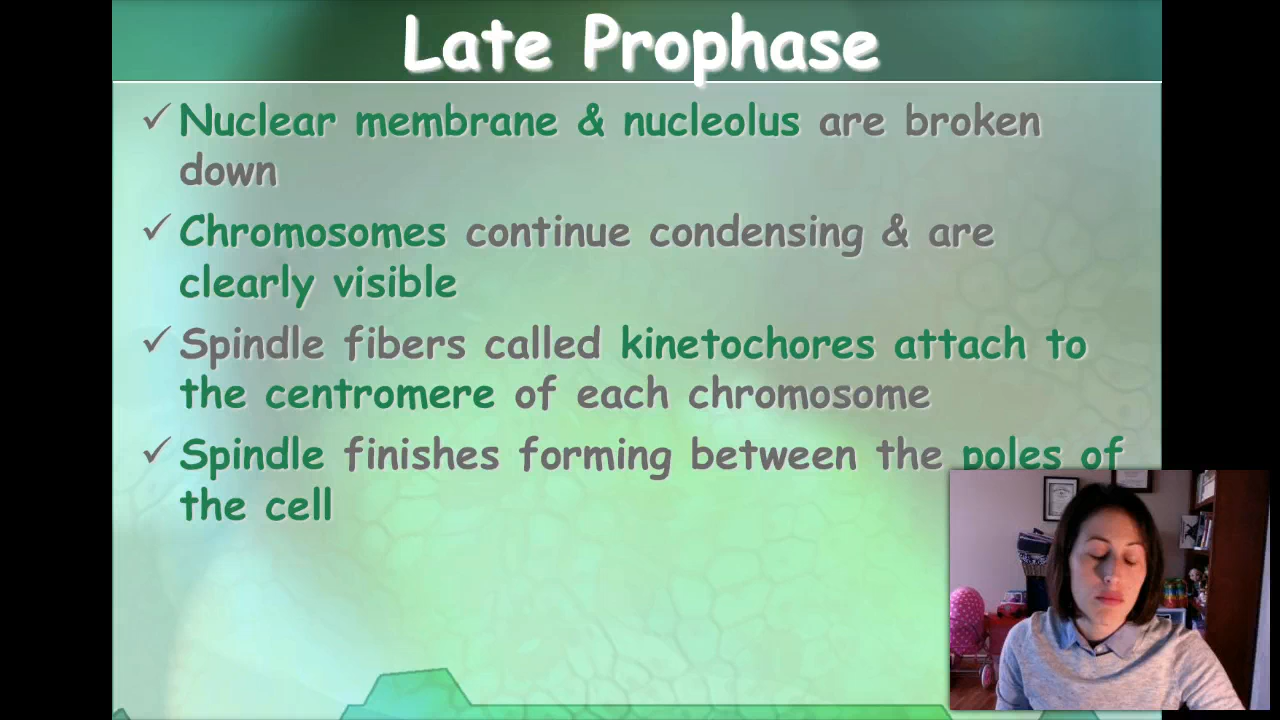 Late Prophase
✓ Nuclear membrane & nucleolus are broken
down
✓ Chromosomes continue condensing & are
clearly visible
✓ Spindle fibers called kinetochores attach to
the centromere of each chromosome
✓ Spindle finishes forming between the poles of
the cell